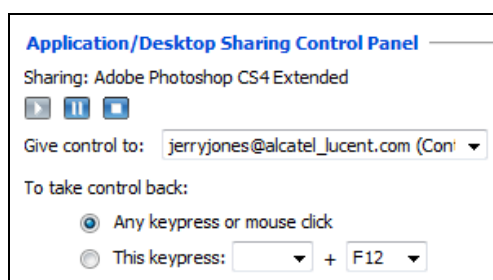 Application/Desktop Sharing Control Panel
Sharing: Adobe Photoshop CS4 Extended
Give control to: jerryjones@alcatel_lucent.com (Con
To take control back:
Any keypress or mouse click
This keypress: + F12